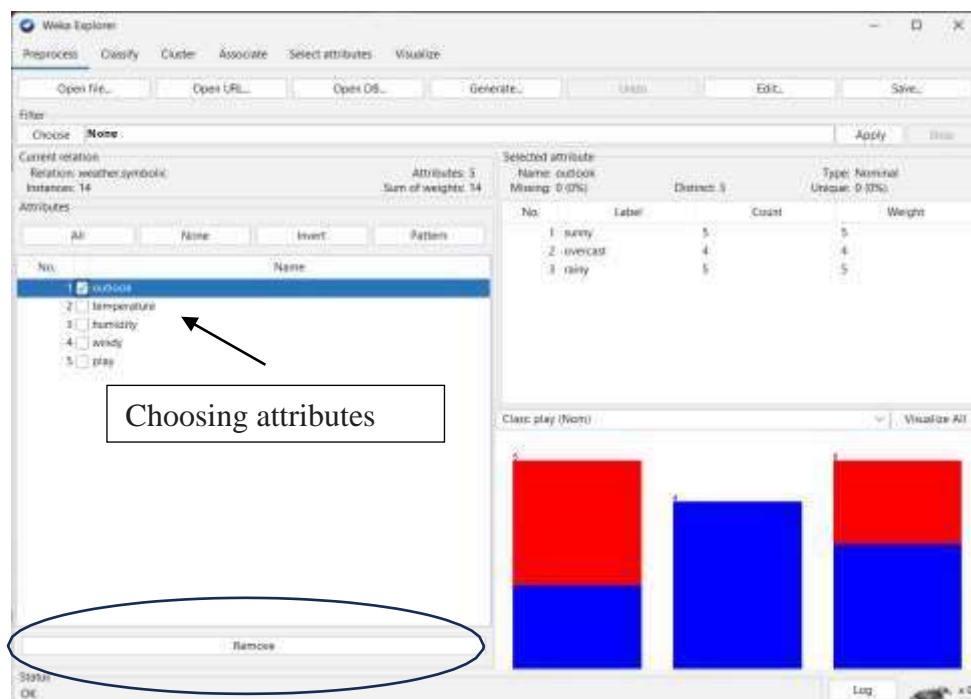 Weka Explorer
Preprocess Classify Cluster Associate Select attributes Visualize
Open file... Open URL... Open DB... Generate... Undo Edit... Save...
Filter
Choose None Apply Stop
Current relation
Relation: weather.symbolic Attributes: 5
Instances: 14 Sum of weights: 14
Selected attribute
Name: outlook Type: Nominal
Missing: 0 (0%) Distinct: 3 Unique: 0 (0%)
Attributes
All None Invert Pattern
No. Name
1 outlook
2 temperature
3 humidity
4 windy
5 play
No. Label Count Weight
1 sunny 5 5
2 overcast 4 4
3 rainy 5 5
Choosing attributes
Class: play (Nom) Visualize All
5 4 5
Remove
Status
OK Log x 0